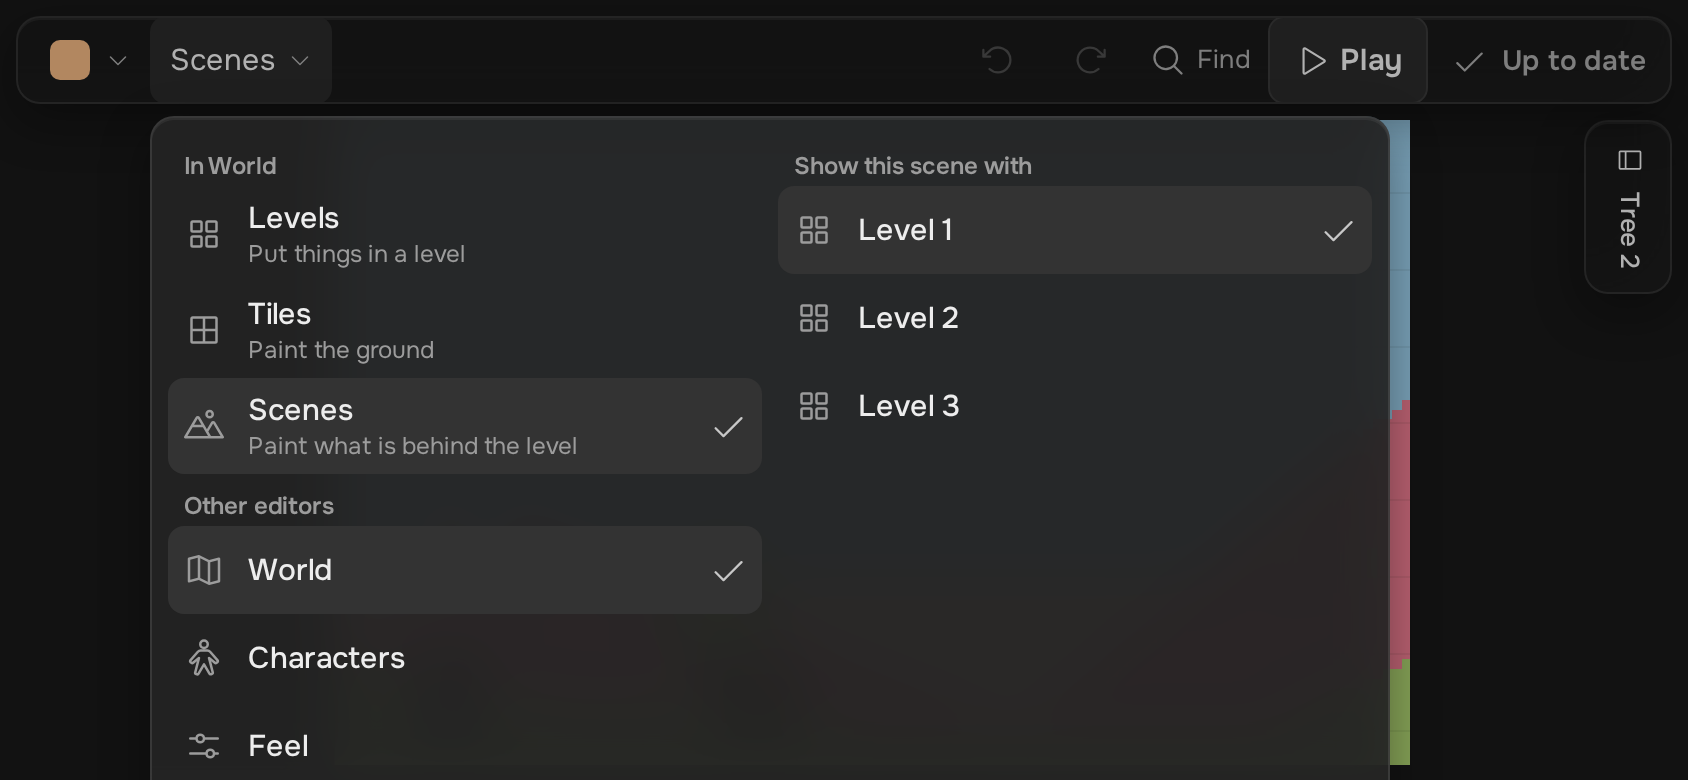 Scenes
Find
Play
Up to date
In World
Levels
Put things in a level
Tiles
Paint the ground
Scenes
Paint what is behind the level
Other editors
World
Characters
Feel
Show this scene with
Level 1
Level 2
Level 3
Tree 2